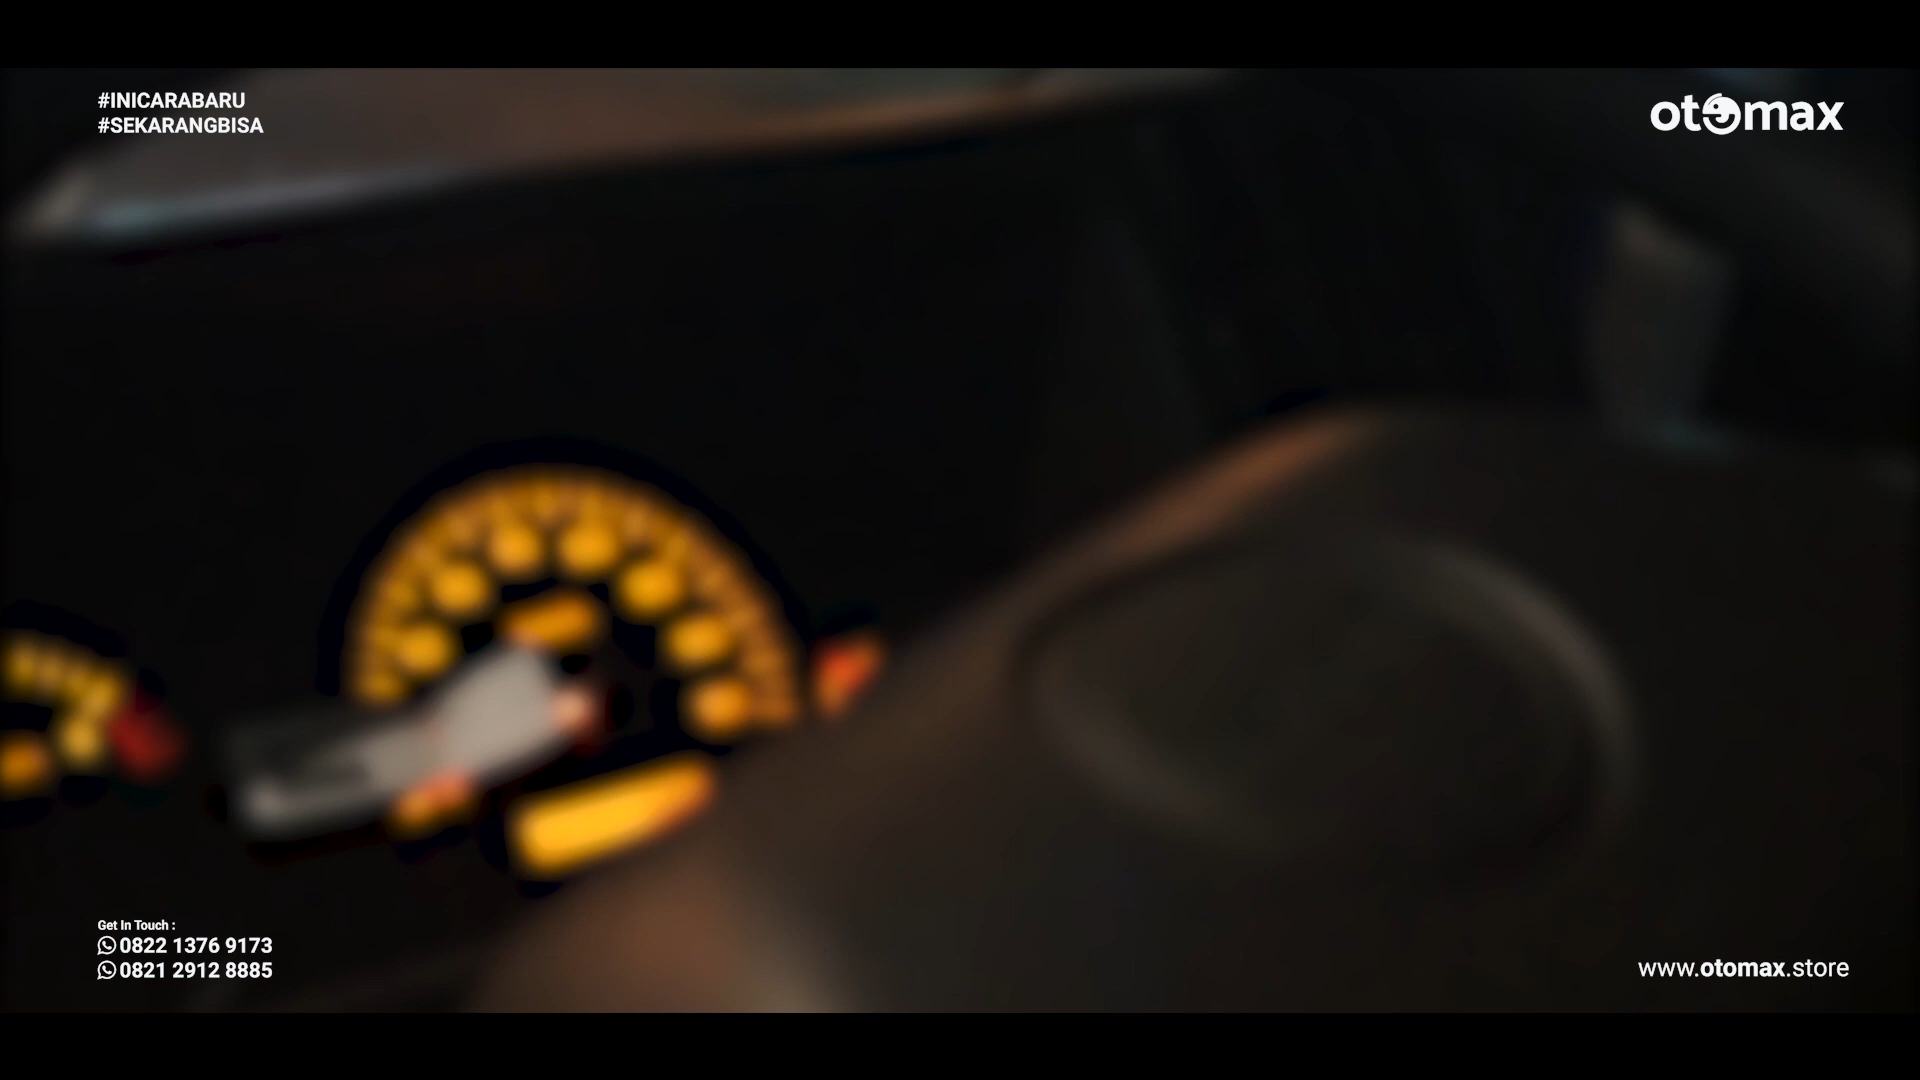 #INICARABARU
#SEKARANGBISA
otomax
Get In Touch :
0822 1376 9173
0821 2912 8885
www.otomax.store